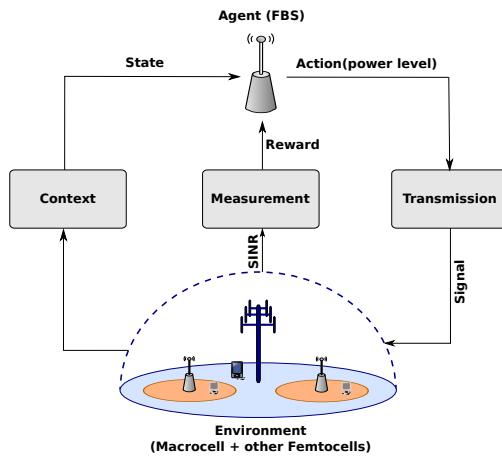 Agent (FBS)
State
Action(power level)
Reward
Context
Measurement
Transmission
SINR
Signal
Environment
(Macrocell + other Femtocells)